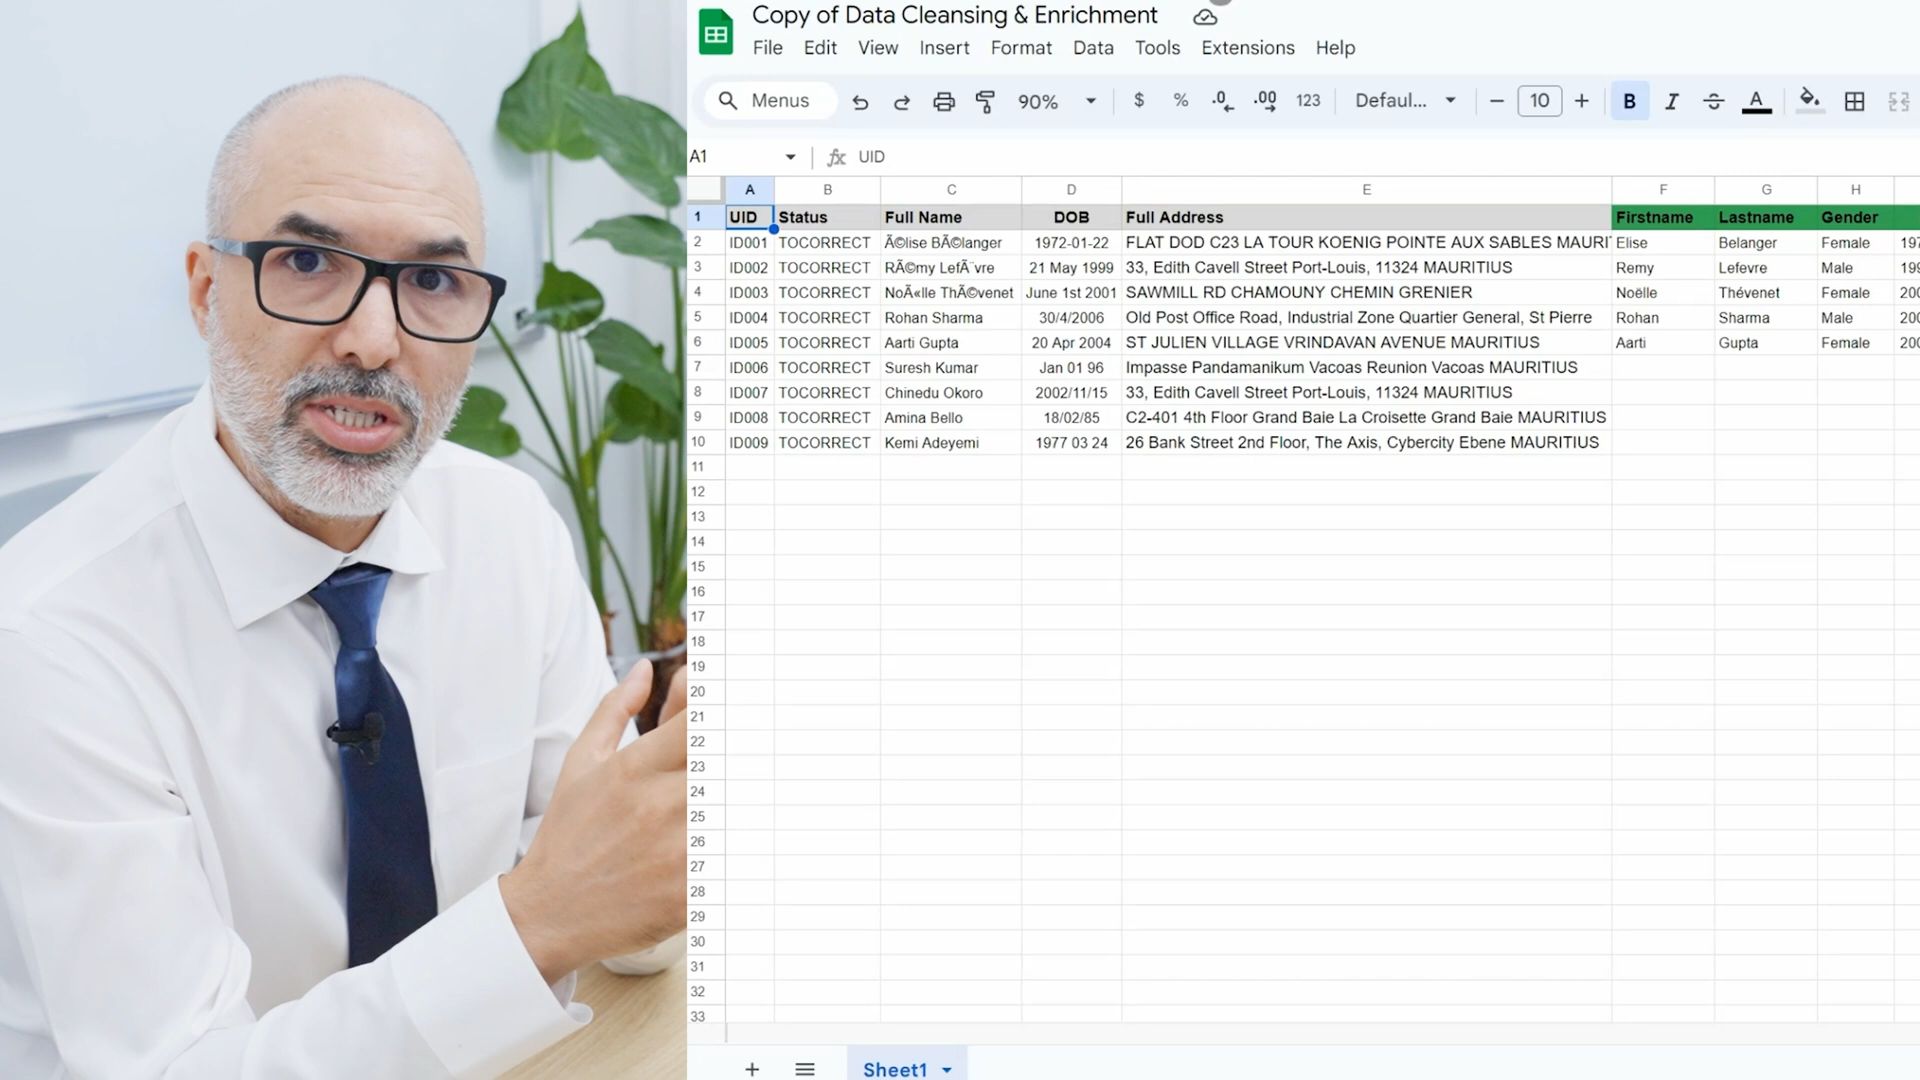 Copy of Data Cleansing & Enrichment
File Edit View Insert Format Data Tools Extensions Help
Menus 90% $ % .0 .00 123 Defaul... 10 B I A
A1 fx UID
A B C D E F G H
1 UID Status Full Name DOB Full Address Firstname Lastname Gender
2 ID001 TOCORRECT Ã©lise BÃ©langer 1972-01-22 FLAT DOD C23 LA TOUR KOENIG POINTE AUX SABLES MAURI Elise Belanger Female 197
3 ID002 TOCORRECT RÃ©my LefÃ¨vre 21 May 1999 33, Edith Cavell Street Port-Louis, 11324 MAURITIUS Remy Lefevre Male 199
4 ID003 TOCORRECT NoÃ«lle ThÃ©venet June 1st 2001 SAWMILL RD CHAMOUNY CHEMIN GRENIER Noëlle Thévenet Female 200
5 ID004 TOCORRECT Rohan Sharma 30/4/2006 Old Post Office Road, Industrial Zone Quartier General, St Pierre Rohan Sharma Male 200
6 ID005 TOCORRECT Aarti Gupta 20 Apr 2004 ST JULIEN VILLAGE VRINDAVAN AVENUE MAURITIUS Aarti Gupta Female 200
7 ID006 TOCORRECT Suresh Kumar Jan 01 96 Impasse Pandamanikum Vacoas Reunion Vacoas MAURITIUS
8 ID007 TOCORRECT Chinedu Okoro 2002/11/15 33, Edith Cavell Street Port-Louis, 11324 MAURITIUS
9 ID008 TOCORRECT Amina Bello 18/02/85 C2-401 4th Floor Grand Baie La Croisette Grand Baie MAURITIUS
10 ID009 TOCORRECT Kemi Adeyemi 1977 03 24 26 Bank Street 2nd Floor, The Axis, Cybercity Ebene MAURITIUS
11
12
13
14
15
16
17
18
19
20
21
22
23
24
25
26
27
28
29
30
31
32
33
Sheet1